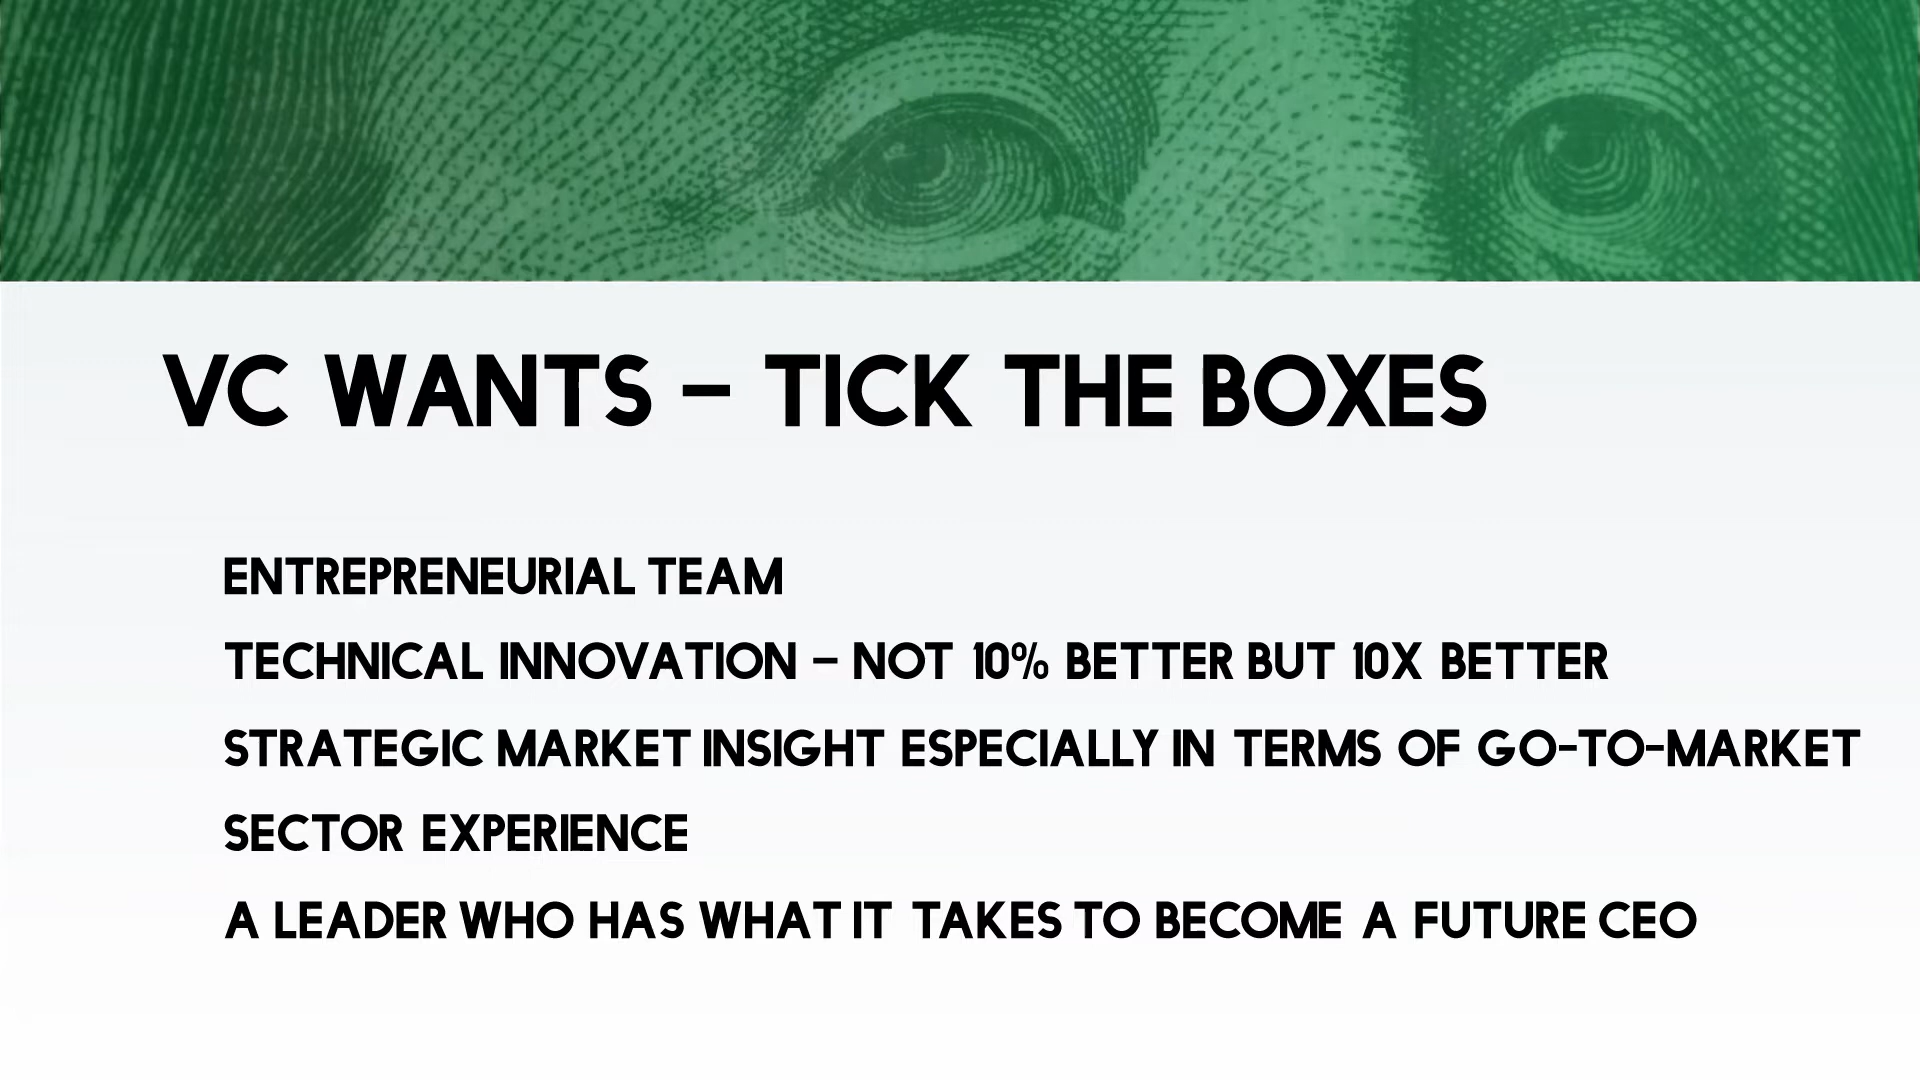 VC WANTS – TICK THE BOXES
ENTREPRENEURIAL TEAM
TECHNICAL INNOVATION – NOT 10% BETTER BUT 10X BETTER
STRATEGIC MARKET INSIGHT ESPECIALLY IN TERMS OF GO-TO-MARKET
SECTOR EXPERIENCE
A LEADER WHO HAS WHAT IT TAKES TO BECOME A FUTURE CEO